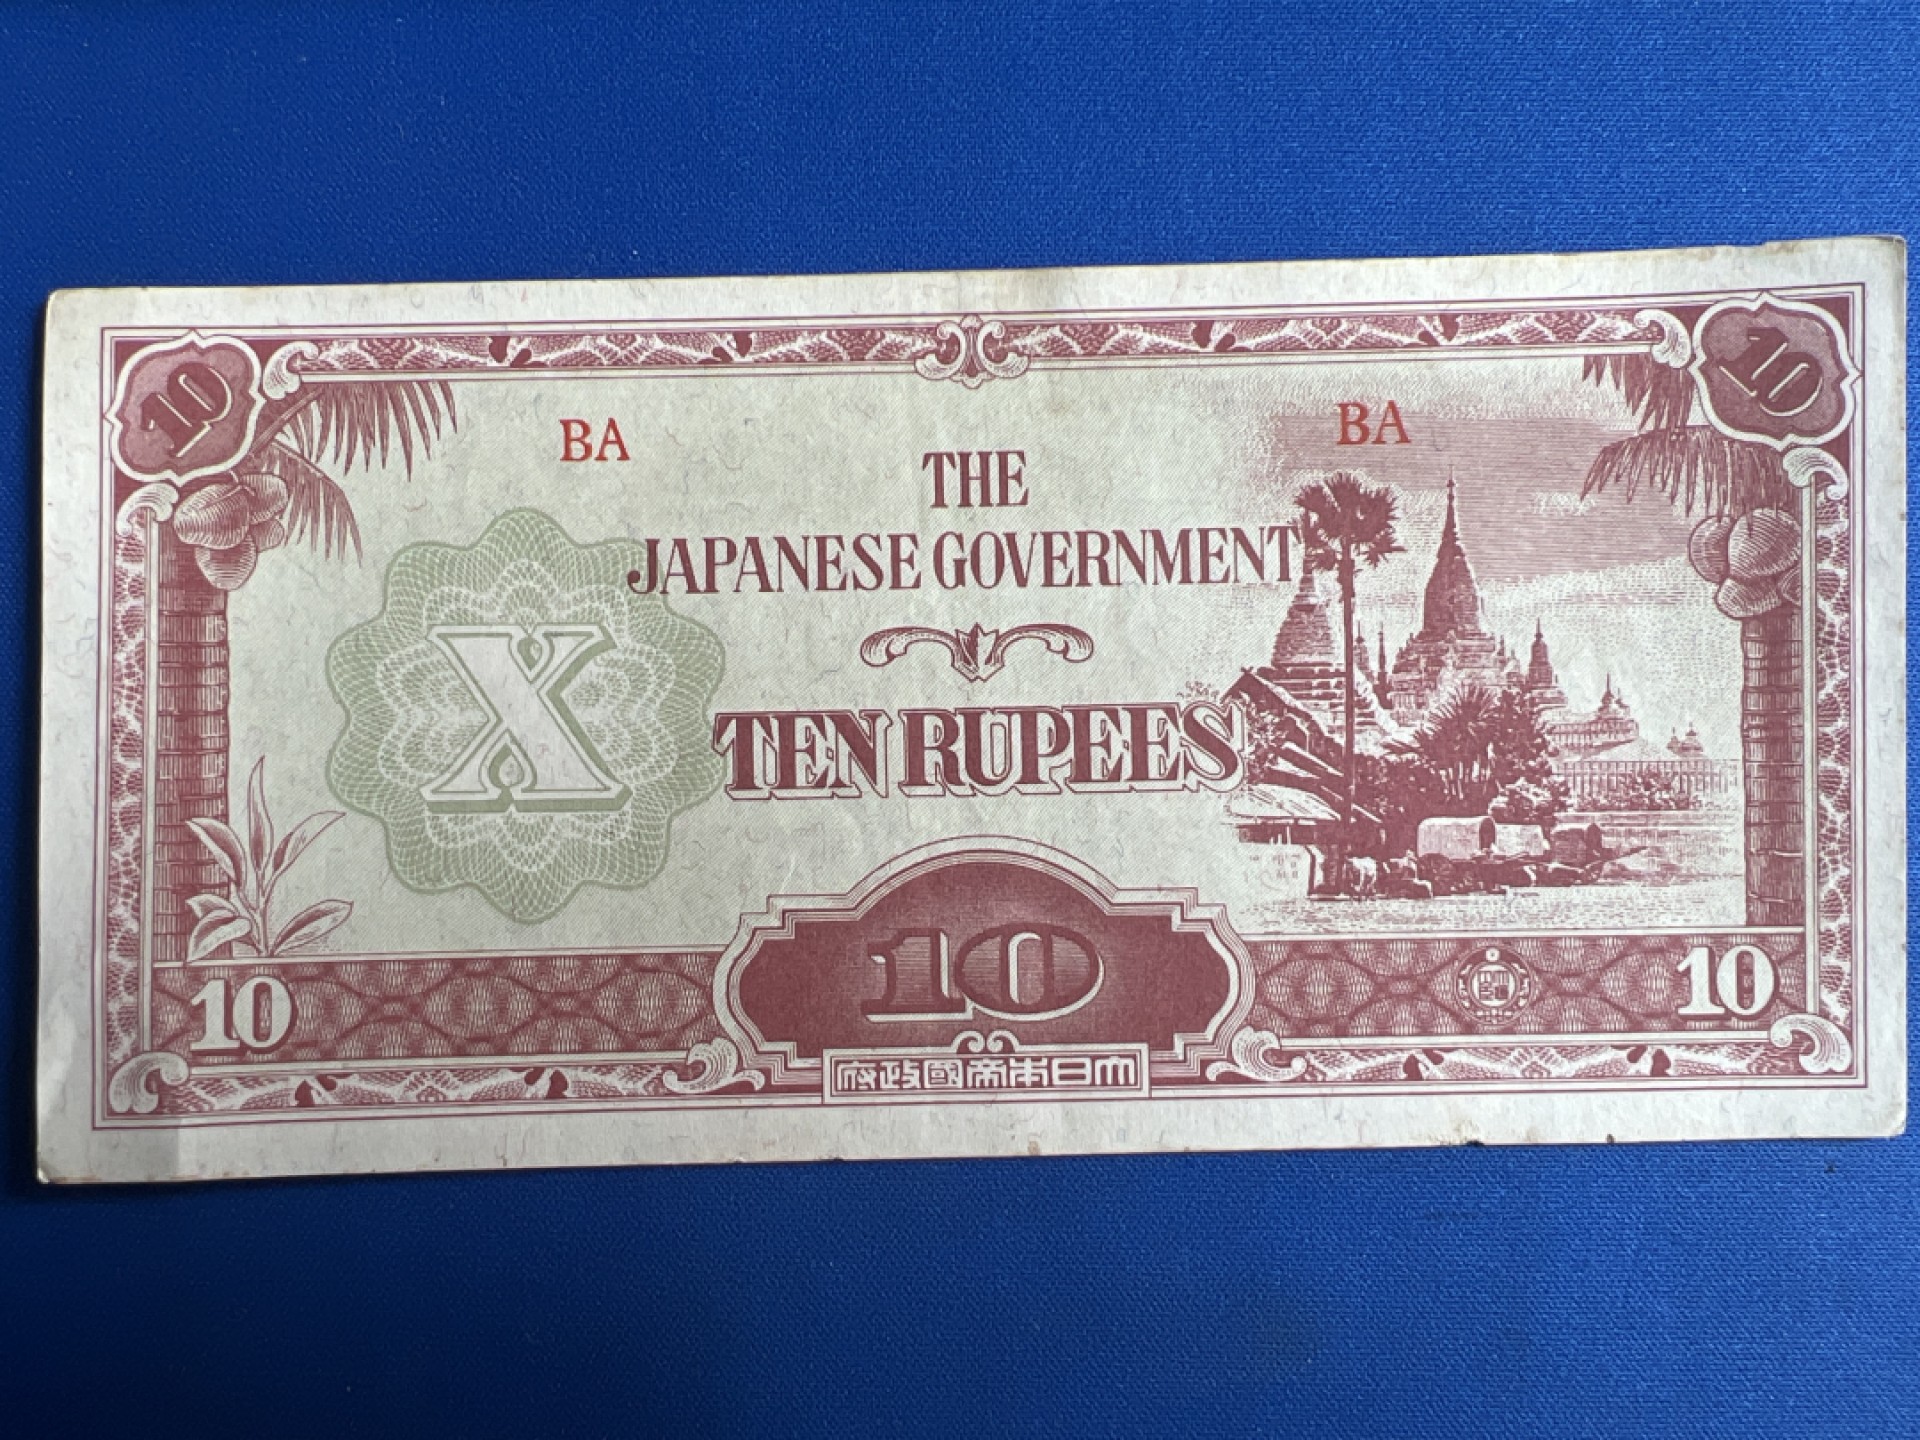 10
10
BA
BA
THE
JAPANESE GOVERNMENT
X
TEN RUPEES
10
10
10
府政國帝本日大